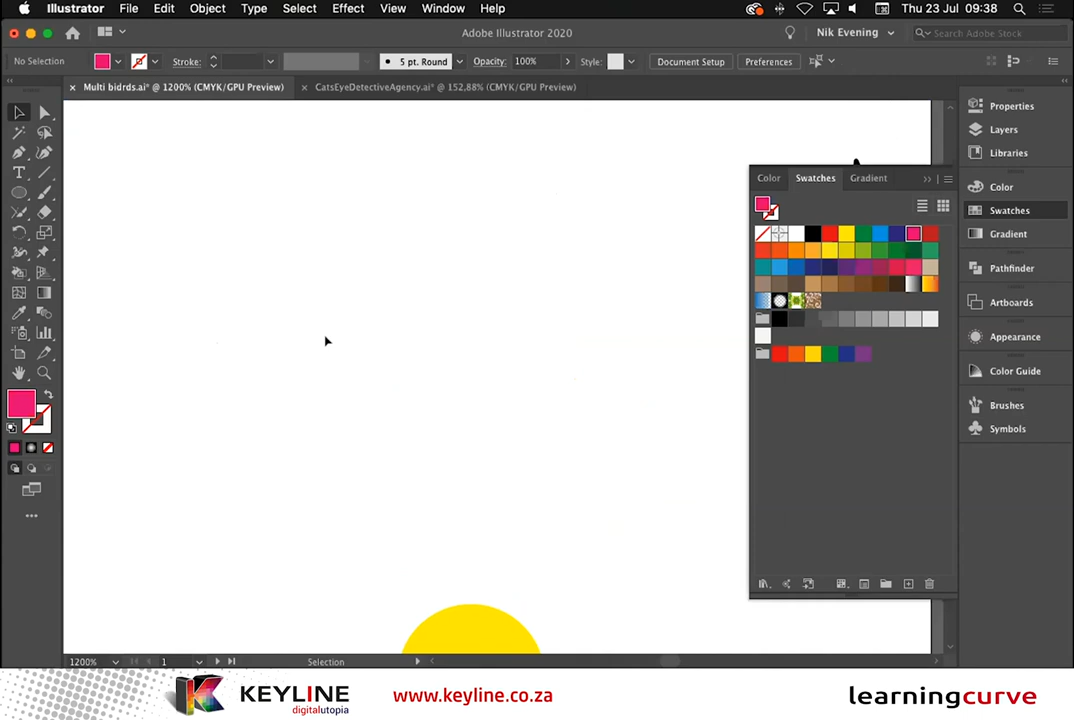 Illustrator File Edit Object Type Select Effect View Window Help Thu 23 Jul 09:38
Adobe Illustrator 2020 Nik Evening Search Adobe Stock
No Selection Stroke: 5 pt. Round Opacity: 100% Style: Document Setup Preferences
Multi bidrds.ai* @ 1200% (CMYK/GPU Preview) CatsEyeDetectiveAgency.ai* @ 152,88% (CMYK/GPU Preview)
Color Swatches Gradient
Properties
Layers
Libraries
Color
Swatches
Gradient
Pathfinder
Artboards
Appearance
Color Guide
Brushes
Symbols
1200% 1 Selection
KEYLINE
digitalutopia
www.keyline.co.za
learningcurve